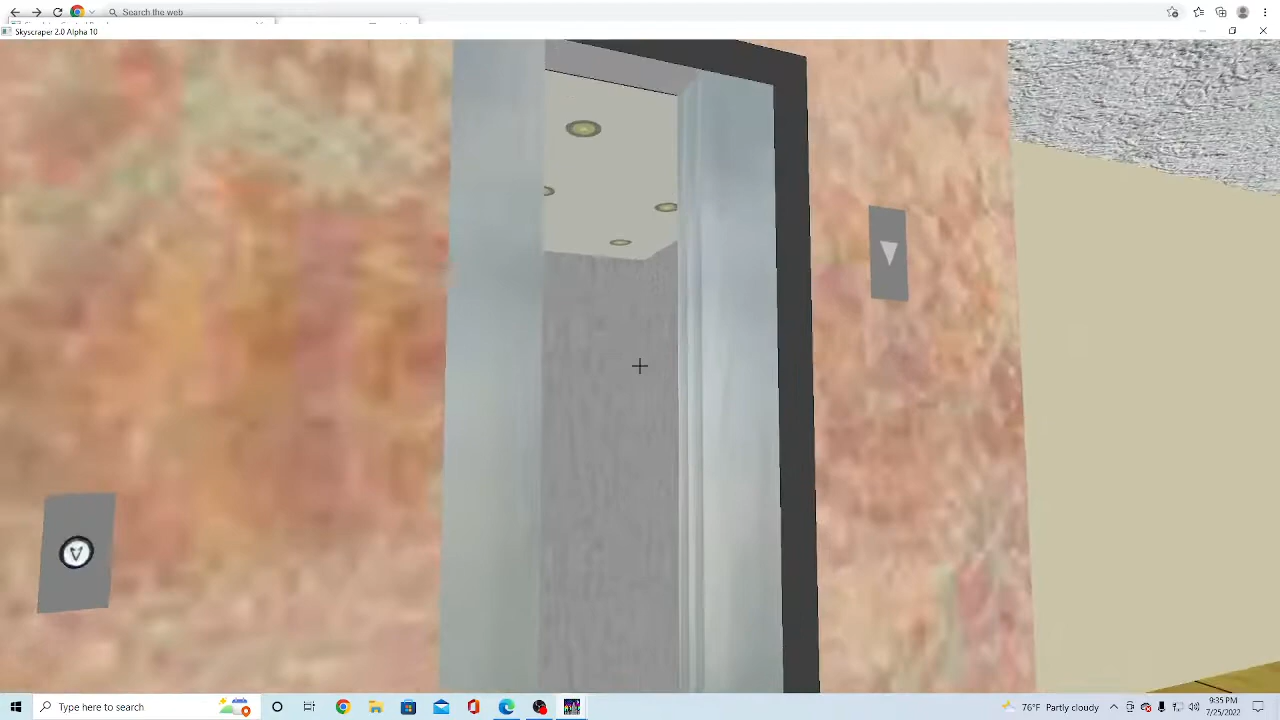 Search the web
Skyscraper 2.0 Alpha 10
Type here to search
76°F Partly cloudy
9:35 PM
7/25/2022